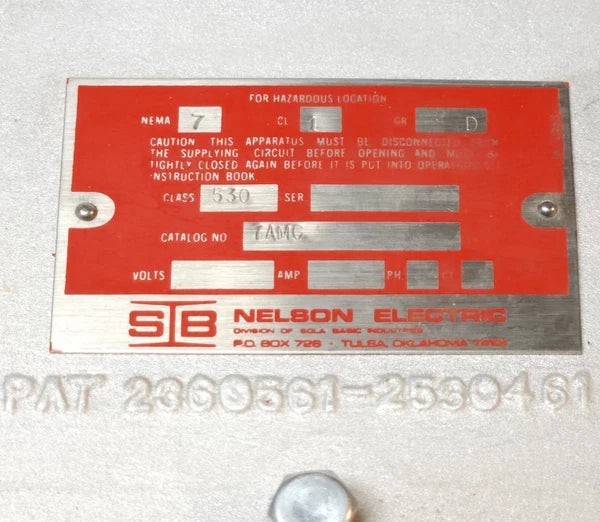 FOR HAZARDOUS LOCATION
NEMA 7 CL 1 GR D
CAUTION THIS APPARATUS MUST BE DISCONNECTED FROM
THE SUPPLYING CIRCUIT BEFORE OPENING AND MUST BE
TIGHTLY CLOSED AGAIN BEFORE IT IS PUT INTO OPERATION
INSTRUCTION BOOK
CLASS 530 SER
CATALOG NO 7AMC
VOLTS AMP PH CY
SIB NELSON ELECTRIC
DIVISION OF SOLA BASIC INDUSTRIES
P.O. BOX 726 · TULSA, OKLAHOMA 74101
PAT 2360561-2530461